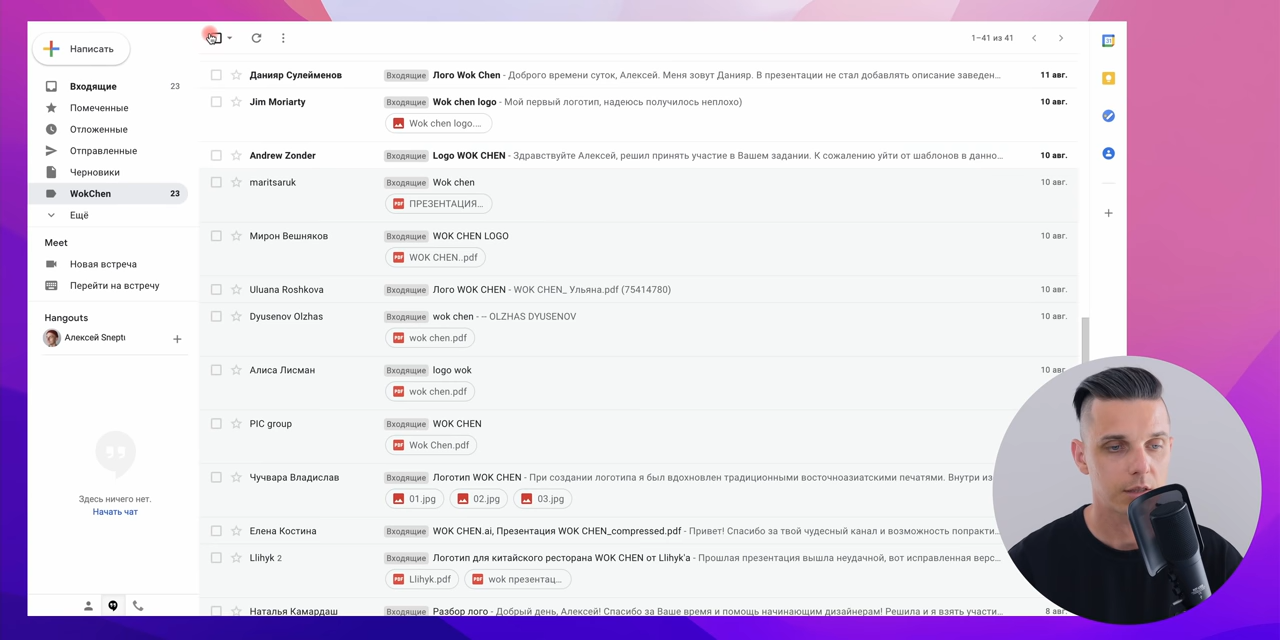 Написать
1–41 из 41
Входящие 23
Помеченные
Отложенные
Отправленные
Черновики
WokChen 23
Ещё
Meet
Новая встреча
Перейти на встречу
Hangouts
Алексей Snepti
Здесь ничего нет.
Начать чат
Данияр Сулейменов Входящие Лого Wok Chen - Доброго времени суток, Алексей. Меня зовут Данияр. В презентации не стал добавлять описание заведен... 11 авг.
Jim Moriarty Входящие Wok chen logo - Мой первый логотип, надеюсь получилось неплохо) 10 авг.
Wok chen logo....
Andrew Zonder Входящие Logo WOK CHEN - Здравствуйте Алексей, решил принять участие в Вашем задании. К сожалению уйти от шаблонов в данно... 10 авг.
maritsaruk Входящие Wok chen 10 авг.
PDF ПРЕЗЕНТАЦИЯ...
Мирон Вешняков Входящие WOK CHEN LOGO 10 авг.
PDF WOK CHEN..pdf
Uluana Roshkova Входящие Лого WOK CHEN - WOK CHEN_ Ульяна.pdf (75414780) 10 авг.
Dyusenov Olzhas Входящие wok chen - -- OLZHAS DYUSENOV 10 авг.
PDF wok chen.pdf
Алиса Лисман Входящие logo wok 10 авг.
PDF wok chen.pdf
PIC group Входящие WOK CHEN
PDF Wok Chen.pdf
Чучвара Владислав Входящие Логотип WOK CHEN - При создании логотипа я был вдохновлен традиционными восточноазиатскими печатями. Внутри из
01.jpg 02.jpg 03.jpg
Елена Костина Входящие WOK CHEN.ai, Презентация WOK CHEN_compressed.pdf - Привет! Спасибо за твой чудесный канал и возможность попракти...
Llihyk 2 Входящие Логотип для китайского ресторана WOK CHEN от Llihyk'a - Прошлая презентация вышла неудачной, вот исправленная верс...
PDF Llihyk.pdf PDF wok презентац...
Наталья Камардаш Входящие Разбор лого - Добрый день, Алексей! Спасибо за Ваше время и помощь начинающим дизайнерам! Решила и я взять участи... 8 авг.
31